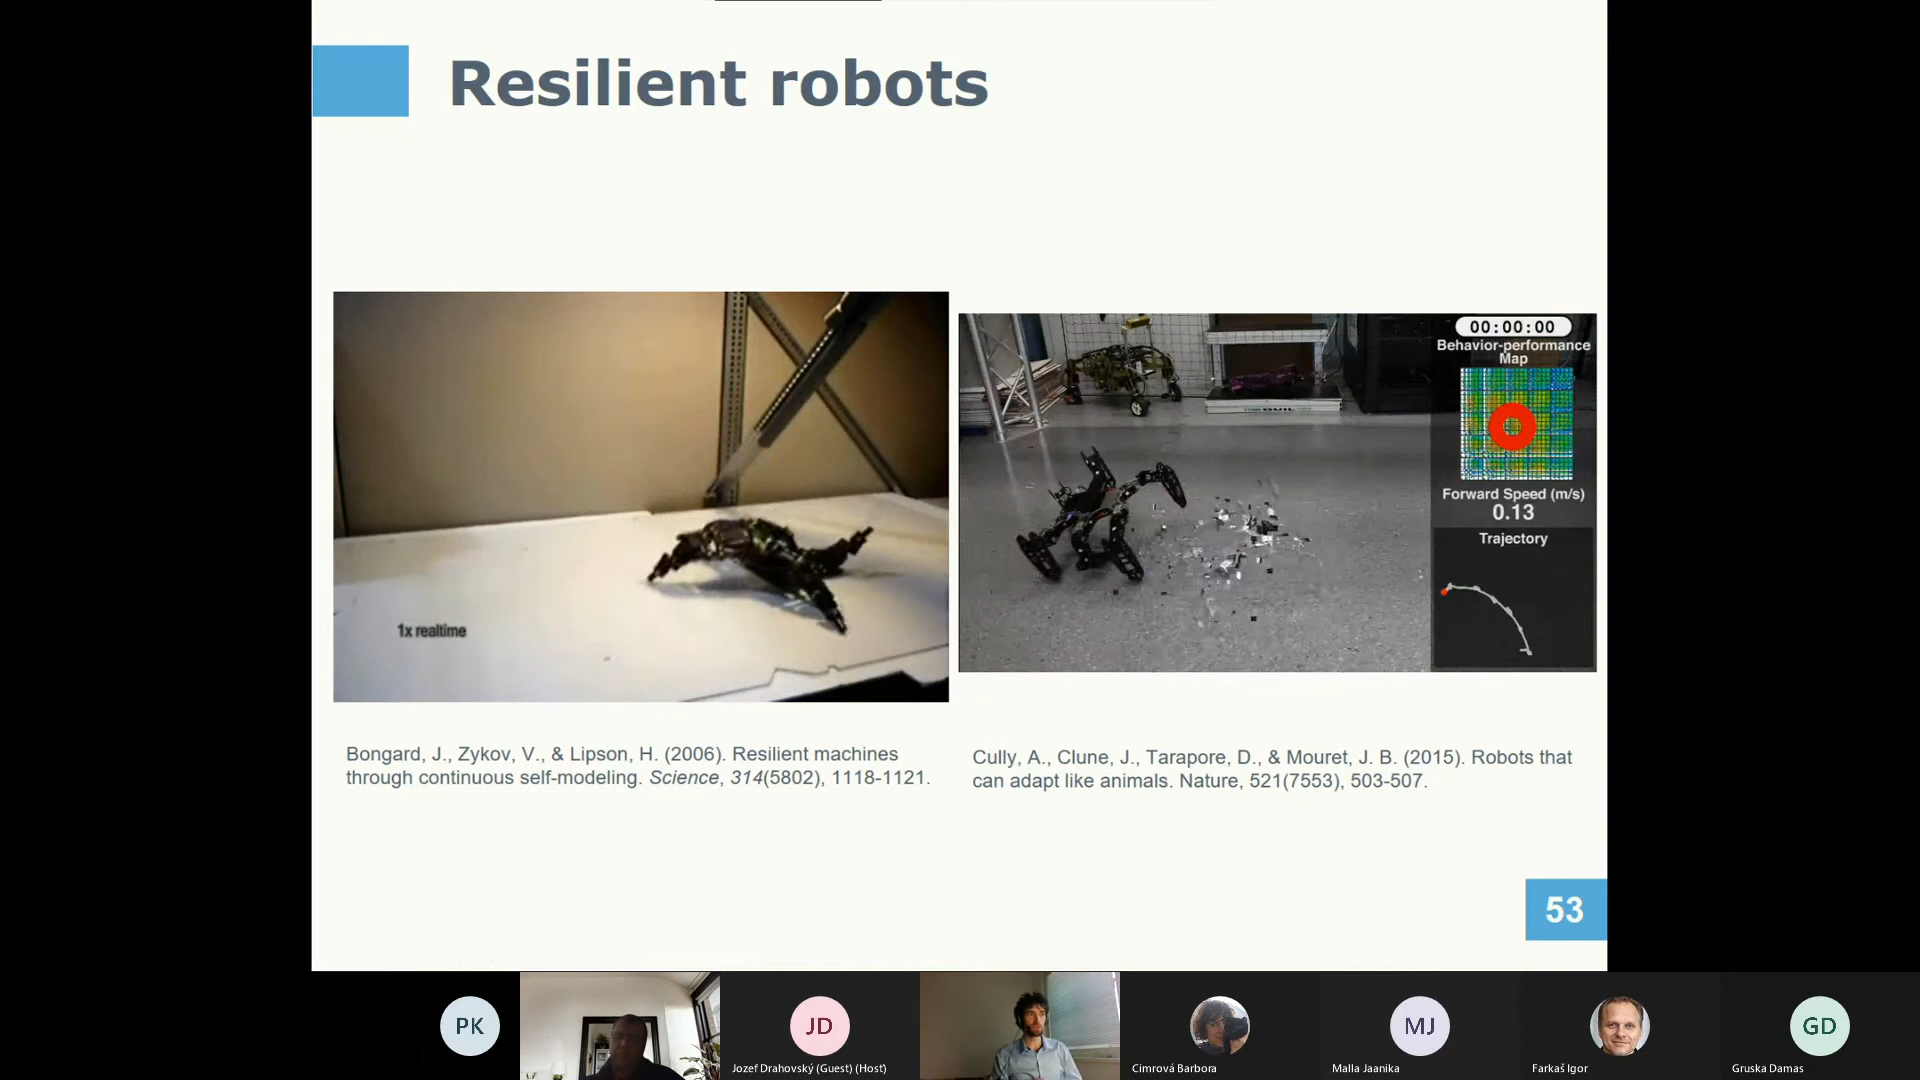 Resilient robots
1x realtime
00:00:00
Behavior-performance
Map
Forward Speed (m/s)
0.13
Trajectory
Bongard, J., Zykov, V., & Lipson, H. (2006). Resilient machines
through continuous self-modeling. Science, 314(5802), 1118-1121.
Cully, A., Clune, J., Tarapore, D., & Mouret, J. B. (2015). Robots that
can adapt like animals. Nature, 521(7553), 503-507.
53
PK
JD
Jozef Drahovský (Guest) (Host)
Cimrová Barbora
MJ
Malla Jaanika
Farkaš Igor
GD
Gruska Damas